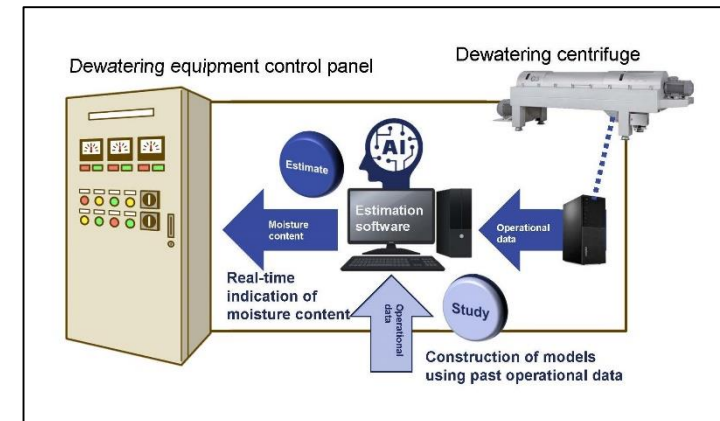 Dewatering equipment control panel
Dewatering centrifuge
AI
Estimate
Estimation
software
Moisture
content
Operational
data
Real-time
indication of
moisture content
Operational
data
Study
Construction of models
using past operational data